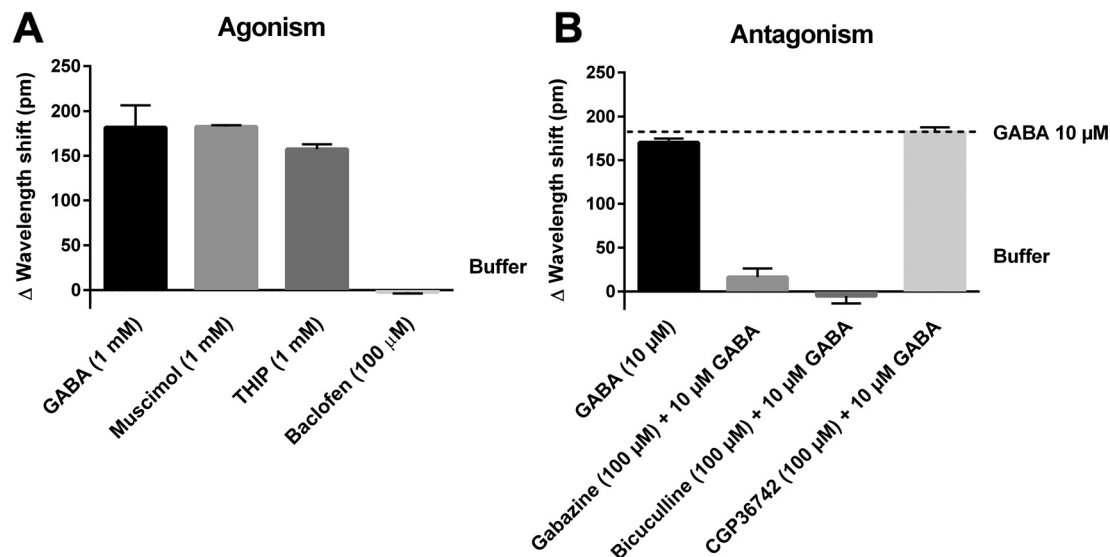 A
Agonism
Δ Wavelength shift (pm)
250
200
150
100
50
0
Buffer
GABA (1 mM)
Muscimol (1 mM)
THIP (1 mM)
Baclofen (100 μM)
B
Antagonism
Δ Wavelength shift (pm)
250
200
150
100
50
0
GABA 10 μM
Buffer
GABA (10 μM)
Gabazine (100 μM) + 10 μM GABA
Bicuculline (100 μM) + 10 μM GABA
CGP36742 (100 μM) + 10 μM GABA